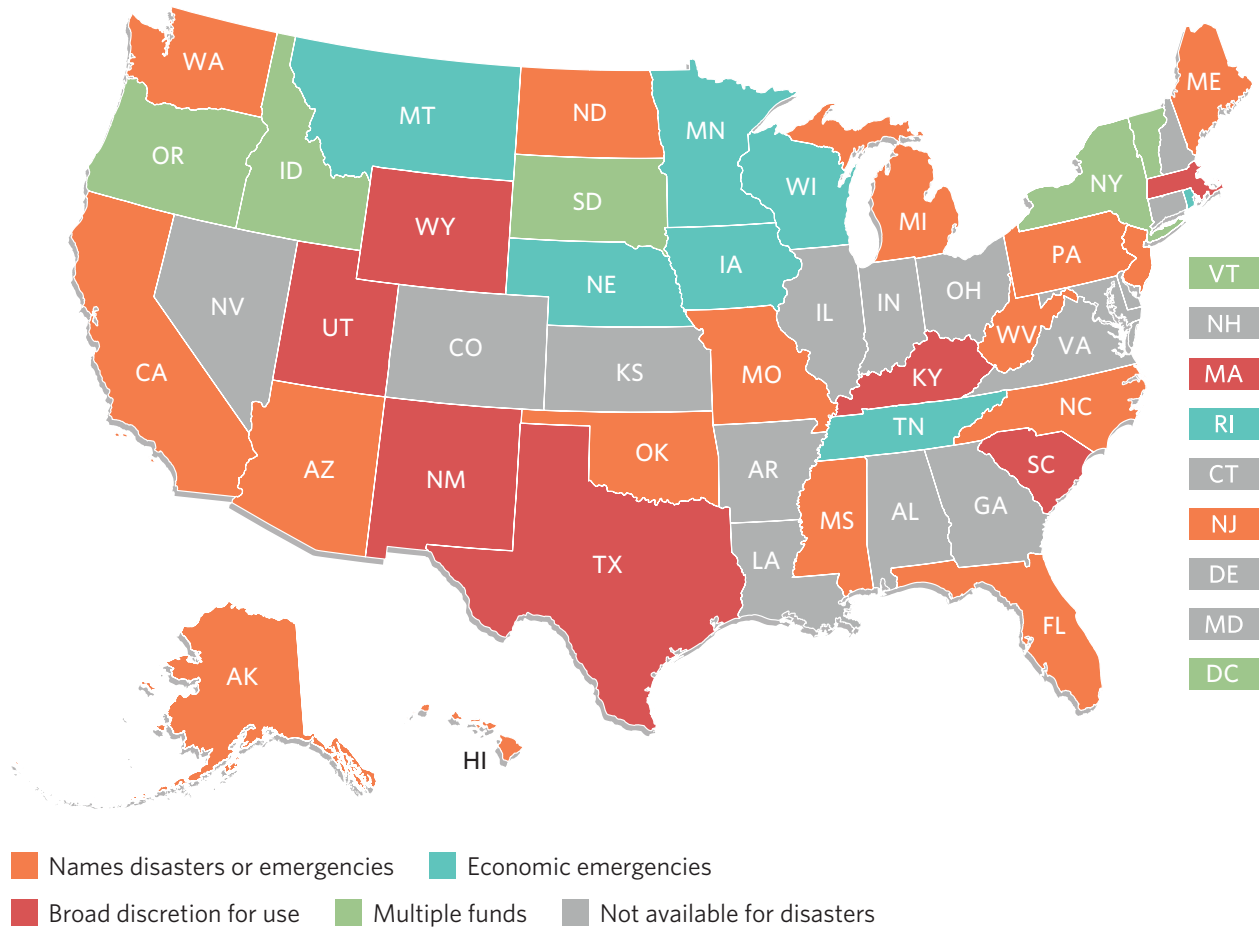 WA
ME
MT
ND
MN
OR
ID
WI
NY
SD
WY
MI
PA
IA
NE
VT
NV
OH
IN
IL
NH
UT
CO
WV
VA
CA
KS
MO
KY
MA
NC
TN
RI
AZ
OK
NM
AR
SC
CT
MS
AL
GA
NJ
TX
LA
DE
FL
MD
AK
DC
HI
Names disasters or emergencies
Economic emergencies
Broad discretion for use
Multiple funds
Not available for disasters